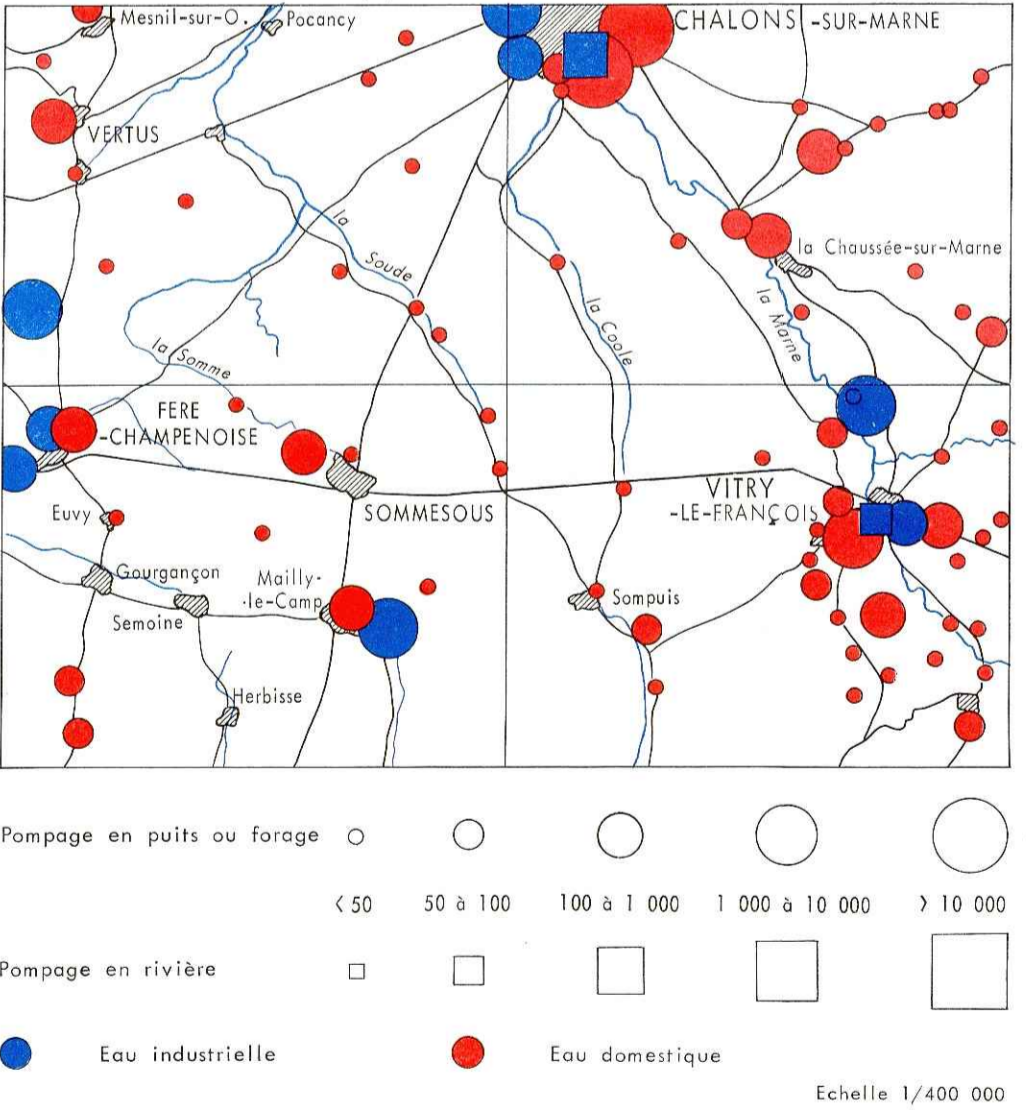 Mesnil-sur-O.
Pocancy
CHALONS -SUR-MARNE
VERTUS
la Soude
la Chaussée-sur-Marne
la Coole
la Marne
la Somme
FERE
-CHAMPENOISE
VITRY
-LE-FRANÇOIS
SOMMESOUS
Euvy
Gourgançon
Mailly-
-le-Camp
Semoine
Sompuis
Herbisse
Pompage en puits ou forage
< 50 50 à 100 100 à 1 000 1 000 à 10 000 > 10 000
Pompage en rivière
Eau industrielle Eau domestique
Echelle 1/400 000